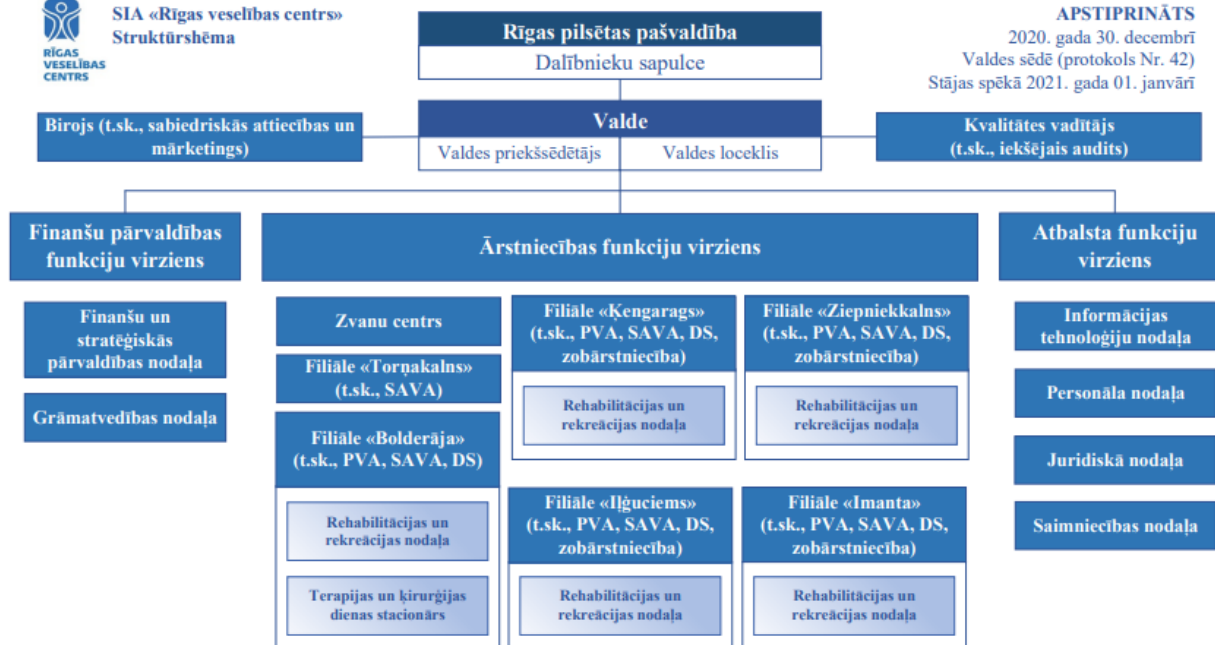 RĪGAS
VESELĪBAS
CENTRS
SIA «Rīgas veselības centrs»
Struktūrshēma
Rīgas pilsētas pašvaldība
Dalībnieku sapulce
APSTIPRINĀTS
2020. gada 30. decembrī
Valdes sēdē (protokols Nr. 42)
Stājas spēkā 2021. gada 01. janvārī
Birojs (t.sk., sabiedriskās attiecības un
mārketings)
Valde
Valdes priekšsēdētājs
Valdes loceklis
Kvalitātes vadītājs
(t.sk., iekšējais audits)
Finanšu pārvaldības
funkciju virziens
Ārstniecības funkciju virziens
Atbalsta funkciju
virziens
Finanšu un
stratēģiskās
pārvaldības nodaļa
Grāmatvedības nodaļa
Zvanu centrs
Filiāle «Torņakalns»
(t.sk., SAVA)
Filiāle «Bolderāja»
(t.sk., PVA, SAVA, DS)
Rehabilitācijas un
rekreācijas nodaļa
Terapijas un ķirurģijas
dienas stacionārs
Filiāle «Ķengarags»
(t.sk., PVA, SAVA, DS,
zobārstniecība)
Rehabilitācijas un
rekreācijas nodaļa
Filiāle «Ziepniekkalns»
(t.sk., PVA, SAVA, DS,
zobārstniecība)
Rehabilitācijas un
rekreācijas nodaļa
Filiāle «Iļģuciems»
(t.sk., PVA, SAVA, DS,
zobārstniecība)
Rehabilitācijas un
rekreācijas nodaļa
Filiāle «Imanta»
(t.sk., PVA, SAVA, DS,
zobārstniecība)
Rehabilitācijas un
rekreācijas nodaļa
Informācijas
tehnoloģiju nodaļa
Personāla nodaļa
Juridiskā nodaļa
Saimniecības nodaļa